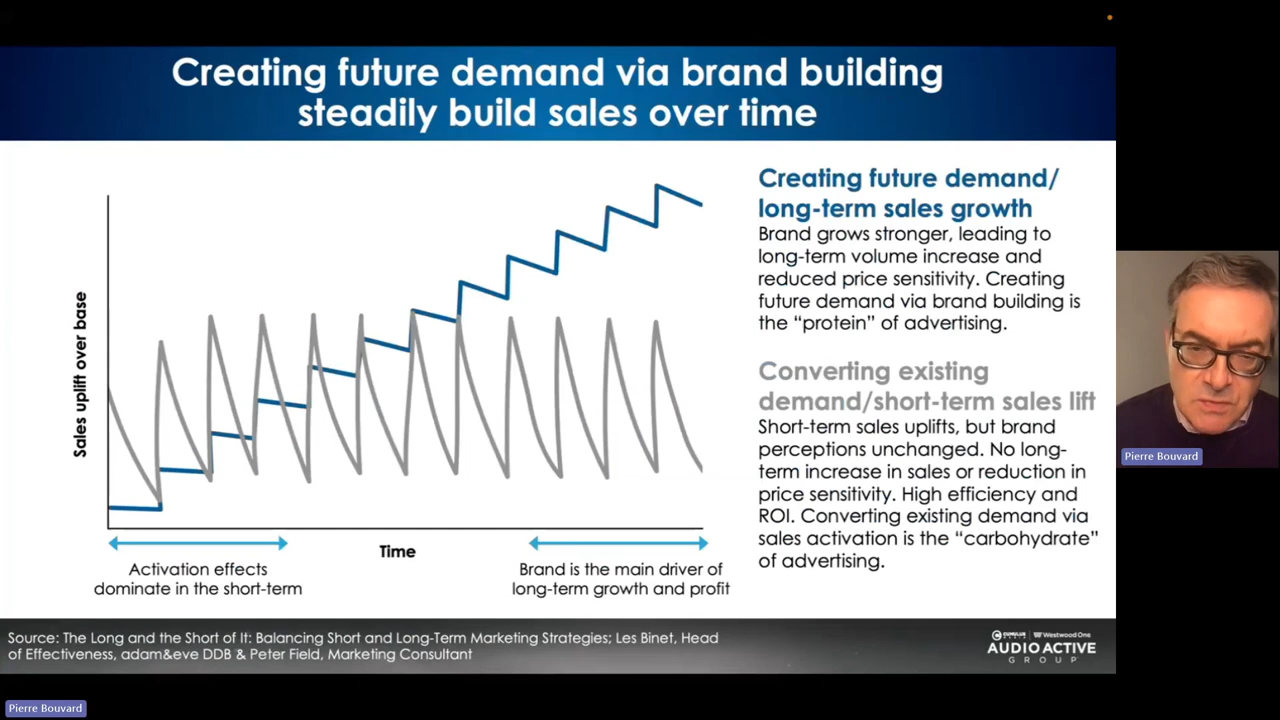 Creating future demand via brand building
steadily build sales over time
Sales uplift over base
Time
Activation effects
dominate in the short-term
Brand is the main driver of
long-term growth and profit
Creating future demand/
long-term sales growth
Brand grows stronger, leading to
long-term volume increase and
reduced price sensitivity. Creating
future demand via brand building is
the “protein” of advertising.
Converting existing
demand/short-term sales lift
Short-term sales uplifts, but brand
perceptions unchanged. No long-
term increase in sales or reduction in
price sensitivity. High efficiency and
ROI. Converting existing demand via
sales activation is the “carbohydrate”
of advertising.
Pierre Bouvard
Source: The Long and the Short of It: Balancing Short and Long-Term Marketing Strategies; Les Binet, Head
of Effectiveness, adam&eve DDB & Peter Field, Marketing Consultant
CUMULUS MEDIA | Westwood One
AUDIO ACTIVE
GROUP
Pierre Bouvard